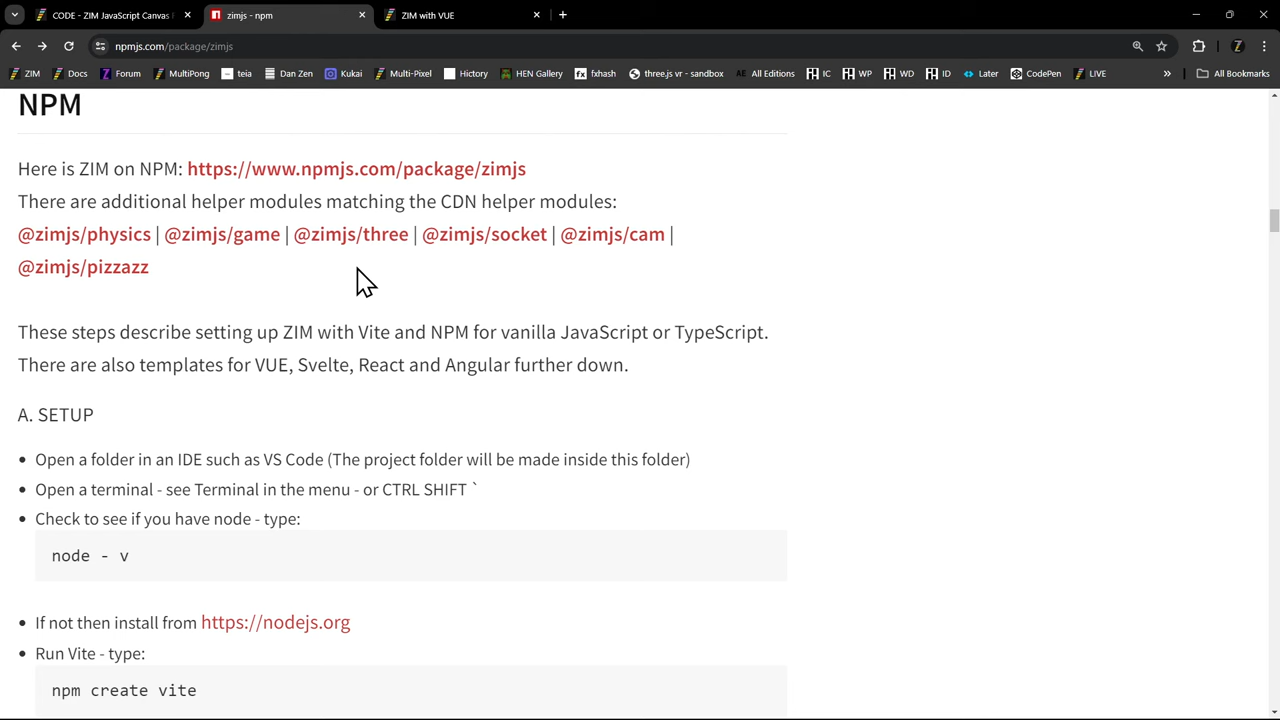 CODE - ZIM JavaScript Canvas
zimjs - npm
ZIM with VUE
npmjs.com/package/zimjs
ZIM
Docs
Forum
MultiPong
teia
Dan Zen
Kukai
Multi-Pixel
Hictory
HEN Gallery
fxhash
three.js vr - sandbox
AE All Editions
IC
WP
WD
ID
Later
CodePen
LIVE
»
All Bookmarks
NPM
Here is ZIM on NPM: https://www.npmjs.com/package/zimjs
There are additional helper modules matching the CDN helper modules:
@zimjs/physics | @zimjs/game | @zimjs/three | @zimjs/socket | @zimjs/cam |
@zimjs/pizzazz
These steps describe setting up ZIM with Vite and NPM for vanilla JavaScript or TypeScript.
There are also templates for VUE, Svelte, React and Angular further down.
A. SETUP
• Open a folder in an IDE such as VS Code (The project folder will be made inside this folder)
• Open a terminal - see Terminal in the menu - or CTRL SHIFT `
• Check to see if you have node - type:
node - v
• If not then install from https://nodejs.org
• Run Vite - type:
npm create vite